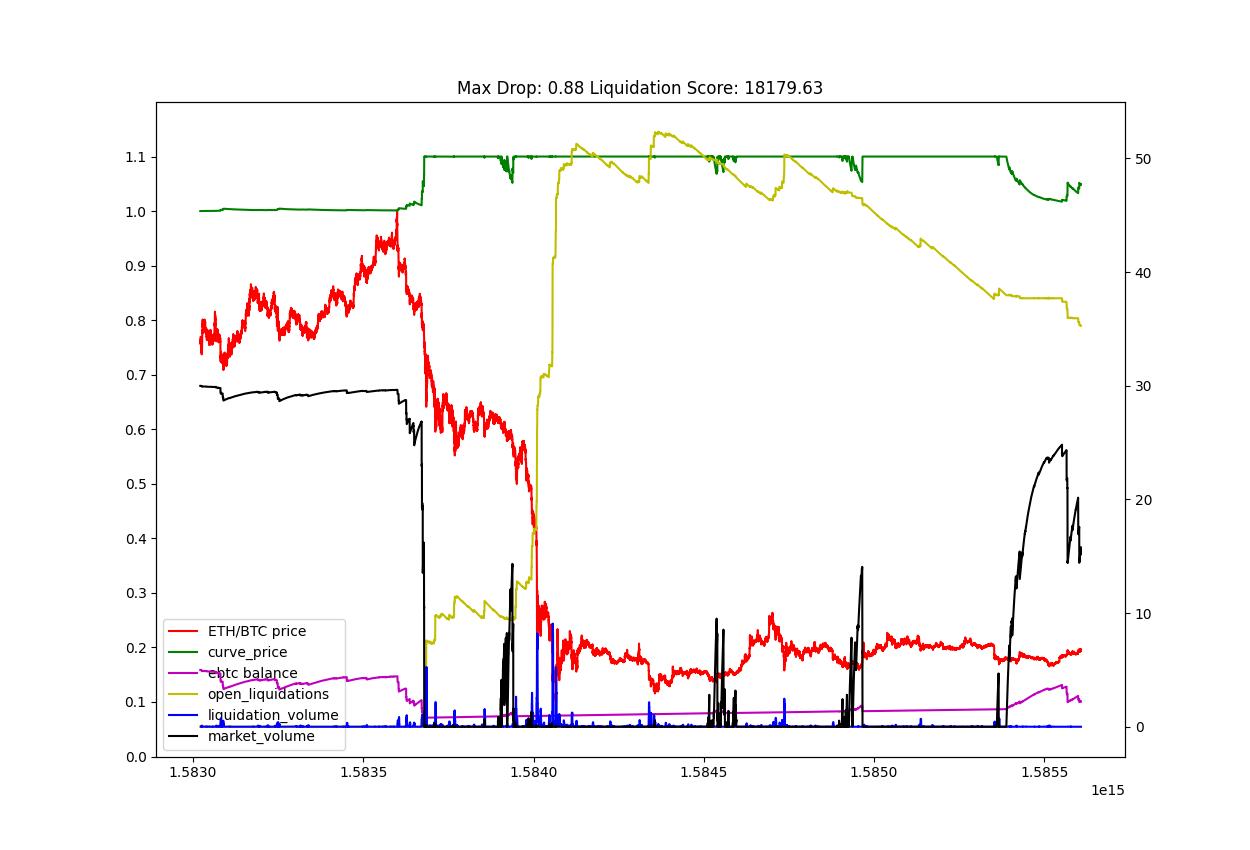 Max Drop: 0.88 Liquidation Score: 18179.63
1.1
1.0
0.9
0.8
0.7
0.6
0.5
0.4
0.3
0.2
0.1
0.0
50
40
30
20
10
0
ETH/BTC price
curve_price
ebtc balance
open_liquidations
liquidation_volume
market_volume
1.5830 1.5835 1.5840 1.5845 1.5850 1.5855
1e15